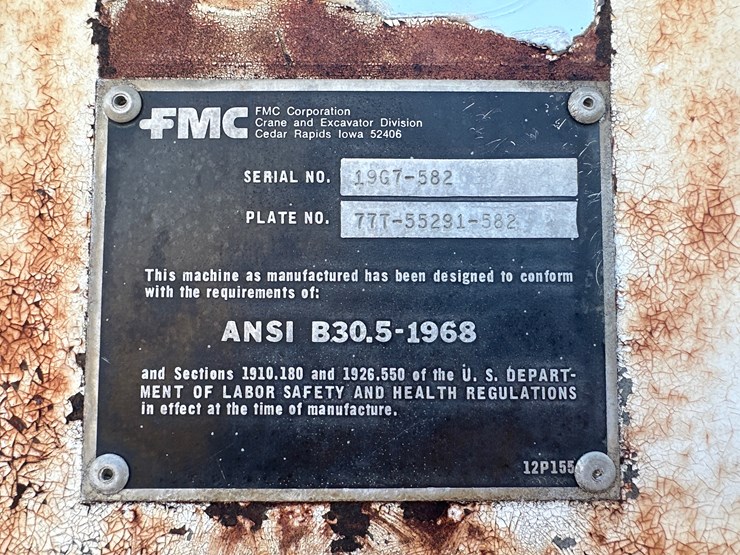 FMC
FMC Corporation
Crane and Excavator Division
Cedar Rapids Iowa 52406
SERIAL NO. 19G7-582
PLATE NO. 77T-55291-582
This machine as manufactured has been designed to conform
with the requirements of:
ANSI B30.5-1968
and Sections 1910.180 and 1926.550 of the U. S. DEPART-
MENT OF LABOR SAFETY AND HEALTH REGULATIONS
in effect at the time of manufacture.
12P155